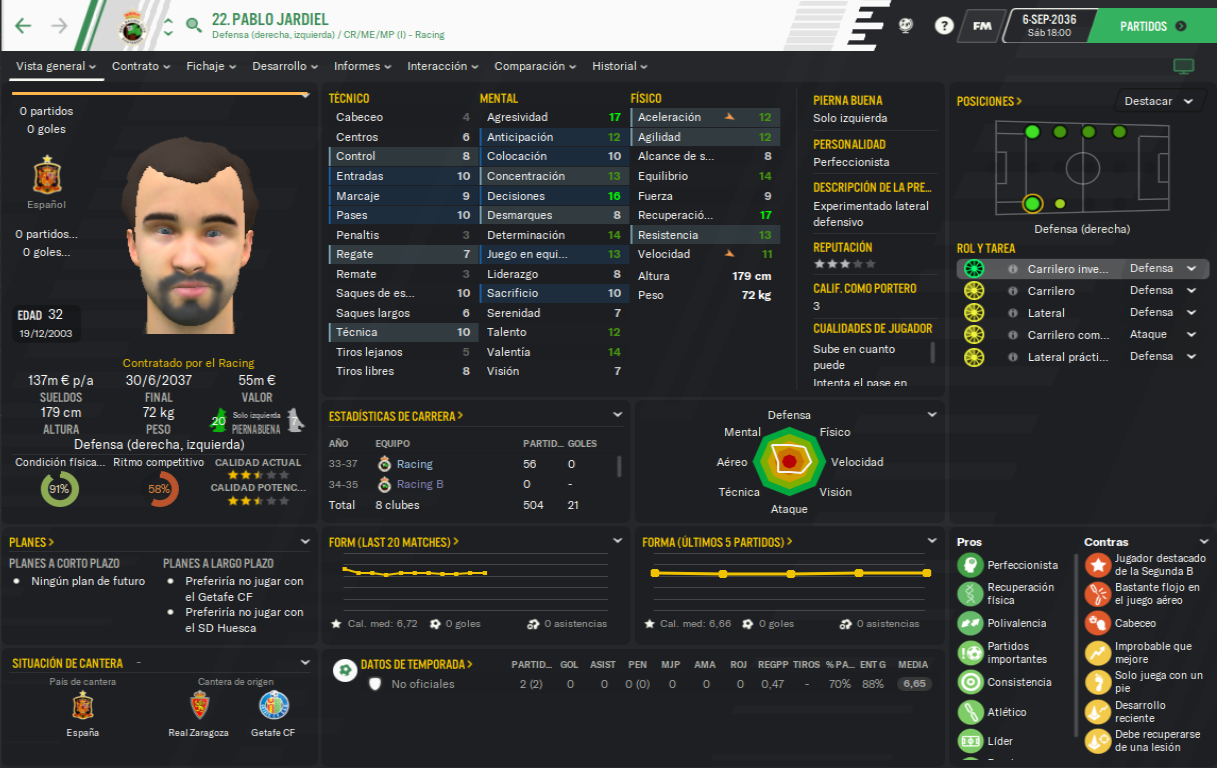 22. PABLO JARDIEL
Defensa (derecha, izquierda) / CR/ME/MP (I) - Racing
?
FM
6-SEP-2036
Sáb 18:00
PARTIDOS
Vista general
Contrato
Fichaje
Desarrollo
Informes
Interacción
Comparación
Historial
0 partidos
0 goles
Español
0 partidos...
0 goles...
EDAD 32
19/12/2003
Contratado por el Racing
137m € p/a
SUELDOS
30/6/2037
FINAL
55m €
VALOR
179 cm
ALTURA
72 kg
PESO
20
Solo izquierda
PIERNA BUENA
7
Defensa (derecha, izquierda)
Condición física...
91%
Ritmo competitivo
58%
CALIDAD ACTUAL
CALIDAD POTENC...
TÉCNICO
Cabeceo 4
Centros 6
Control 8
Entradas 10
Marcaje 9
Pases 10
Penaltis 3
Regate 7
Remate 3
Saques de es... 10
Saques largos 6
Técnica 10
Tiros lejanos 5
Tiros libres 8
MENTAL
Agresividad 17
Anticipación 12
Colocación 10
Concentración 13
Decisiones 16
Desmarques 8
Determinación 14
Juego en equi... 13
Liderazgo 8
Sacrificio 10
Serenidad 7
Talento 12
Valentía 14
Visión 7
FÍSICO
Aceleración 12
Agilidad 12
Alcance de s... 8
Equilibrio 14
Fuerza 9
Recuperació... 17
Resistencia 13
Velocidad 11
Altura 179 cm
Peso 72 kg
PIERNA BUENA
Solo izquierda
PERSONALIDAD
Perfeccionista
DESCRIPCIÓN DE LA PRE...
Experimentado lateral
defensivo
REPUTACIÓN
CALIF. COMO PORTERO
3
CUALIDADES DE JUGADOR
Sube en cuanto
puede
Intenta el pase en
POSICIONES >
Destacar
Defensa (derecha)
ROL Y TAREA
Carrilero inve... Defensa
Carrilero Defensa
Lateral Defensa
Carrilero com... Ataque
Lateral prácti... Defensa
ESTADÍSTICAS DE CARRERA >
AÑO EQUIPO PARTID... GOLES
33-37 Racing 56 0
34-35 Racing B 0 -
Total 8 clubes 504 21
Defensa
Mental
Físico
Aéreo
Velocidad
Técnica
Visión
Ataque
PLANES >
PLANES A CORTO PLAZO
Ningún plan de futuro
PLANES A LARGO PLAZO
Preferiría no jugar con
el Getafe CF
Preferiría no jugar con
el SD Huesca
FORM (LAST 20 MATCHES) >
Cal. med: 6,72 0 goles 0 asistencias
FORMA (ÚLTIMOS 5 PARTIDOS) >
Cal. med: 6,66 0 goles 0 asistencias
SITUACIÓN DE CANTERA -
País de cantera
España
Cantera de origen
Real Zaragoza
Getafe CF
DATOS DE TEMPORADA > PARTID... GOL ASIST PEN MJP AMA ROJ REGPP TIROS % PA... ENT G MEDIA
No oficiales 2 (2) 0 0 0 (0) 0 0 0 0,47 - 70% 88% 6,65
Pros
Perfeccionista
Recuperación
física
Polivalencia
Partidos
importantes
Consistencia
Atlético
Líder
Contras
Jugador destacado
de la Segunda B
Bastante flojo en
el juego aéreo
Cabeceo
Improbable que
mejore
Solo juega con un
pie
Desarrollo
reciente
Debe recuperarse
de una lesión